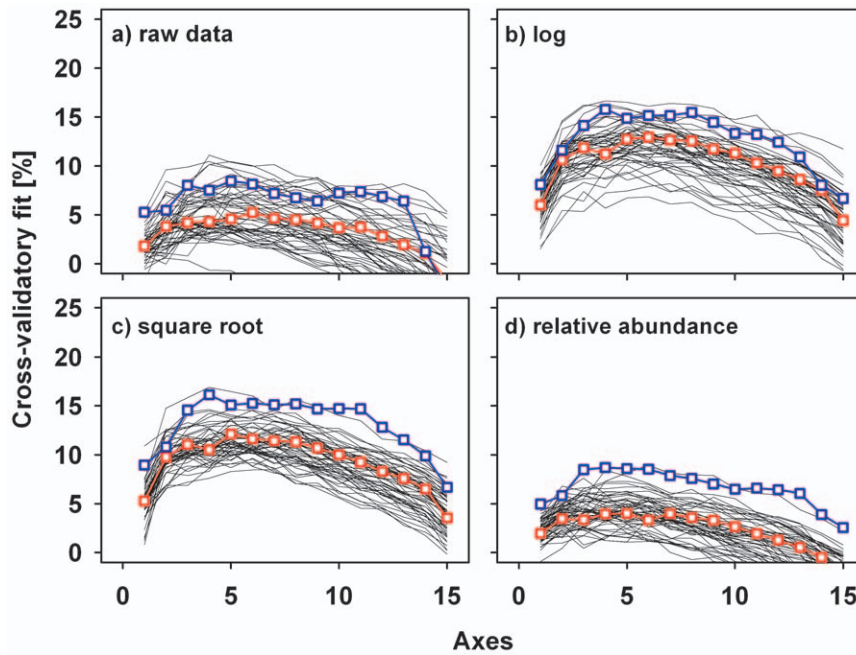 a) raw data
b) log
25
20
15
10
5
0
c) square root
d) relative abundance
25
20
15
10
5
0
Cross-validatory fit [%]
0 5 10 15 0 5 10 15
Axes